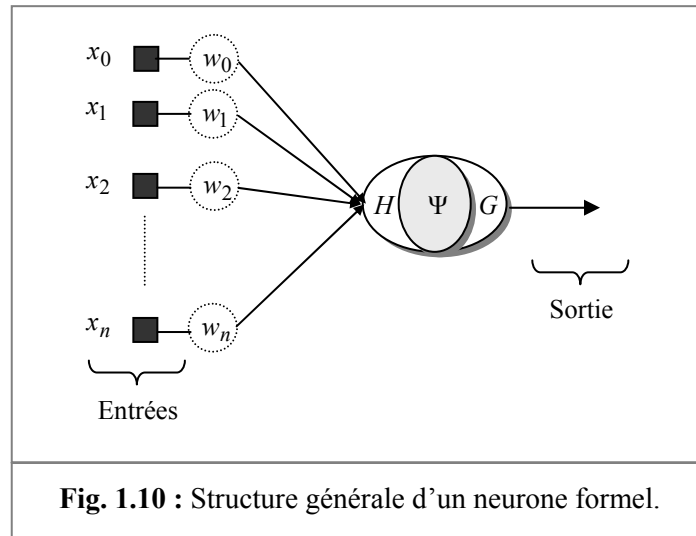 x₀ w₀
x₁ w₁
x₂ w₂
H Ψ G
xₙ wₙ
Sortie
Entrées
Fig. 1.10 : Structure générale d’un neurone formel.